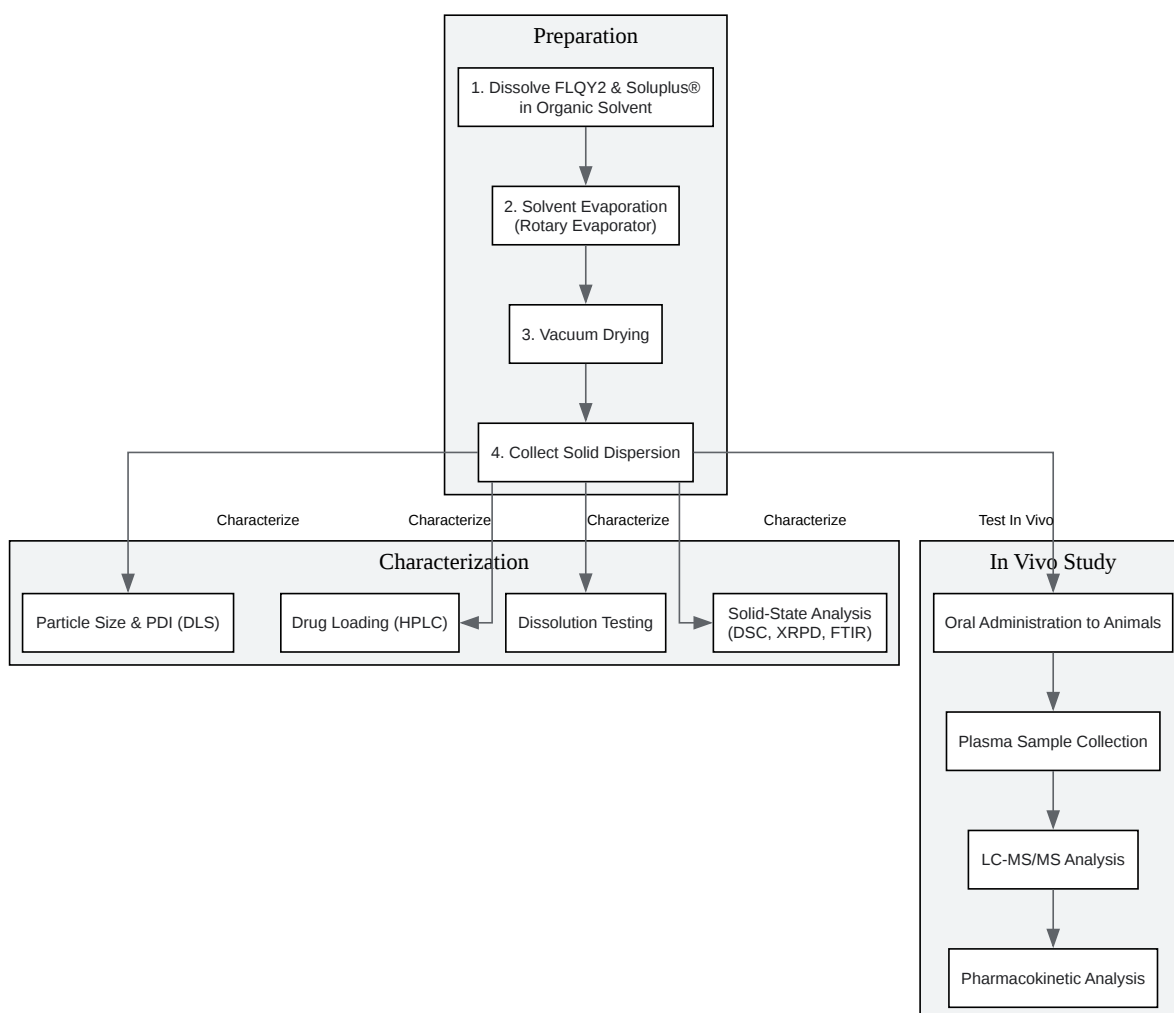 Preparation
1. Dissolve FLQY2 & Soluplus®
in Organic Solvent
2. Solvent Evaporation
(Rotary Evaporator)
3. Vacuum Drying
4. Collect Solid Dispersion
Characterize
Characterize
Characterize
Characterize
Test In Vivo
Characterization
Particle Size & PDI (DLS)
Drug Loading (HPLC)
Dissolution Testing
Solid-State Analysis
(DSC, XRPD, FTIR)
In Vivo Study
Oral Administration to Animals
Plasma Sample Collection
LC-MS/MS Analysis
Pharmacokinetic Analysis